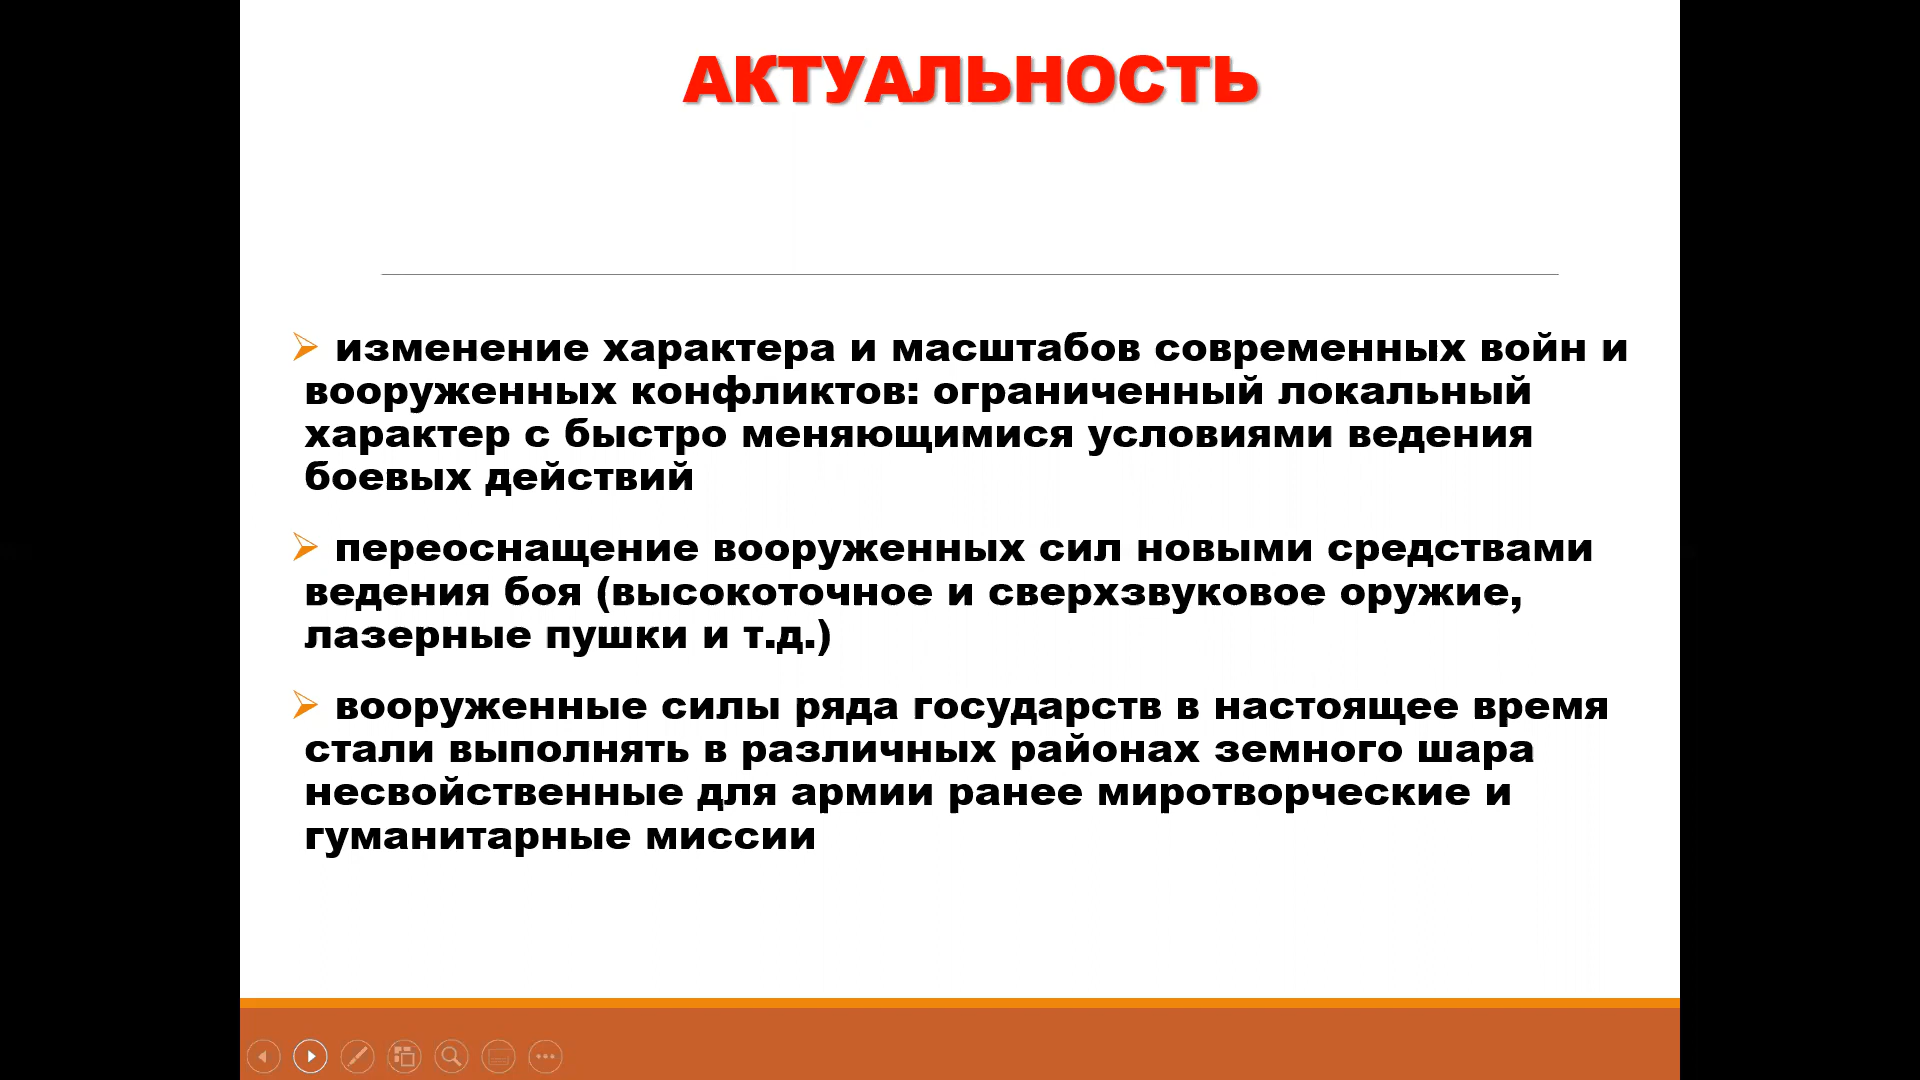 АКТУАЛЬНОСТЬ
изменение характера и масштабов современных войн и
вооруженных конфликтов: ограниченный локальный
характер с быстро меняющимися условиями ведения
боевых действий
переоснащение вооруженных сил новыми средствами
ведения боя (высокоточное и сверхзвуковое оружие,
лазерные пушки и т.д.)
вооруженные силы ряда государств в настоящее время
стали выполнять в различных районах земного шара
несвойственные для армии ранее миротворческие и
гуманитарные миссии